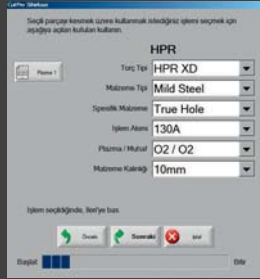 CutPro Sihirbazı
Seçili parçayı kesmek üzere kullanmak istediğiniz işlemi seçmek için
aşağıya açılan kutuları kullanın.
HPR
Plazma 1
Torç Tipi HPR XD
Malzeme Tipi Mild Steel
Spesifik Malzeme True Hole
İşlem Akımı 130A
Plazma / Muhaf O2 / O2
Malzeme Kalınlığı 10mm
İşlem seçildiğinde, İleri'ye bas
Önceki Sonraki İptal
Başlat Bitir